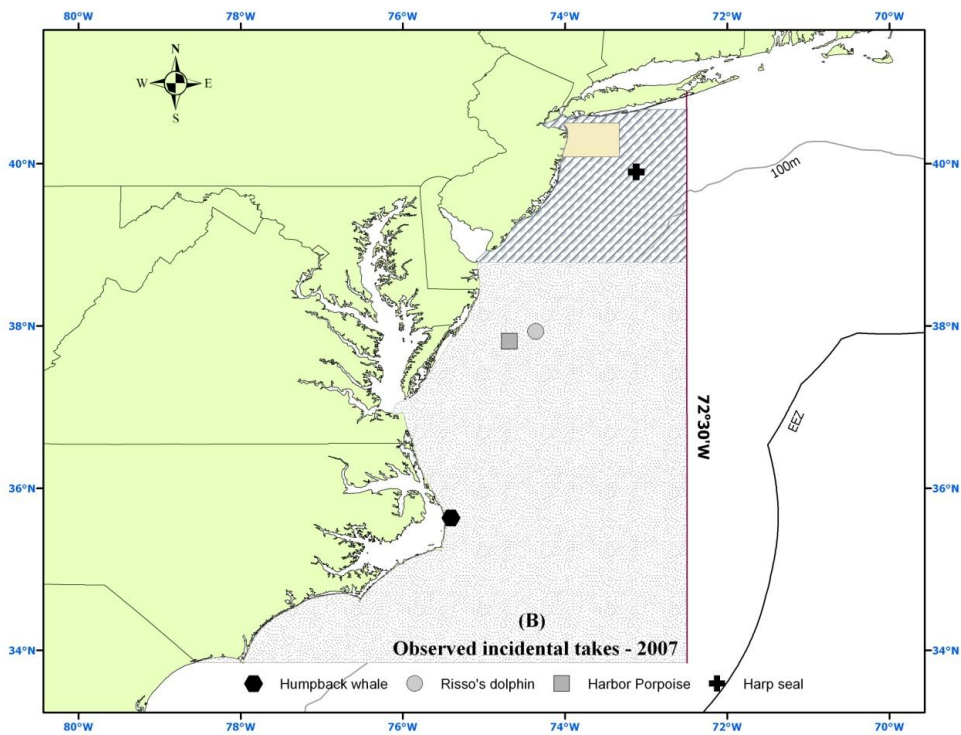 80°W 78°W 76°W 74°W 72°W 70°W
N
W E
S
40°N 40°N
100m
38°N 38°N
72°30'W
EEZ
36°N 36°N
(B)
34°N Observed incidental takes - 2007 34°N
Humpback whale Risso's dolphin Harbor Porpoise Harp seal
80°W 78°W 76°W 74°W 72°W 70°W